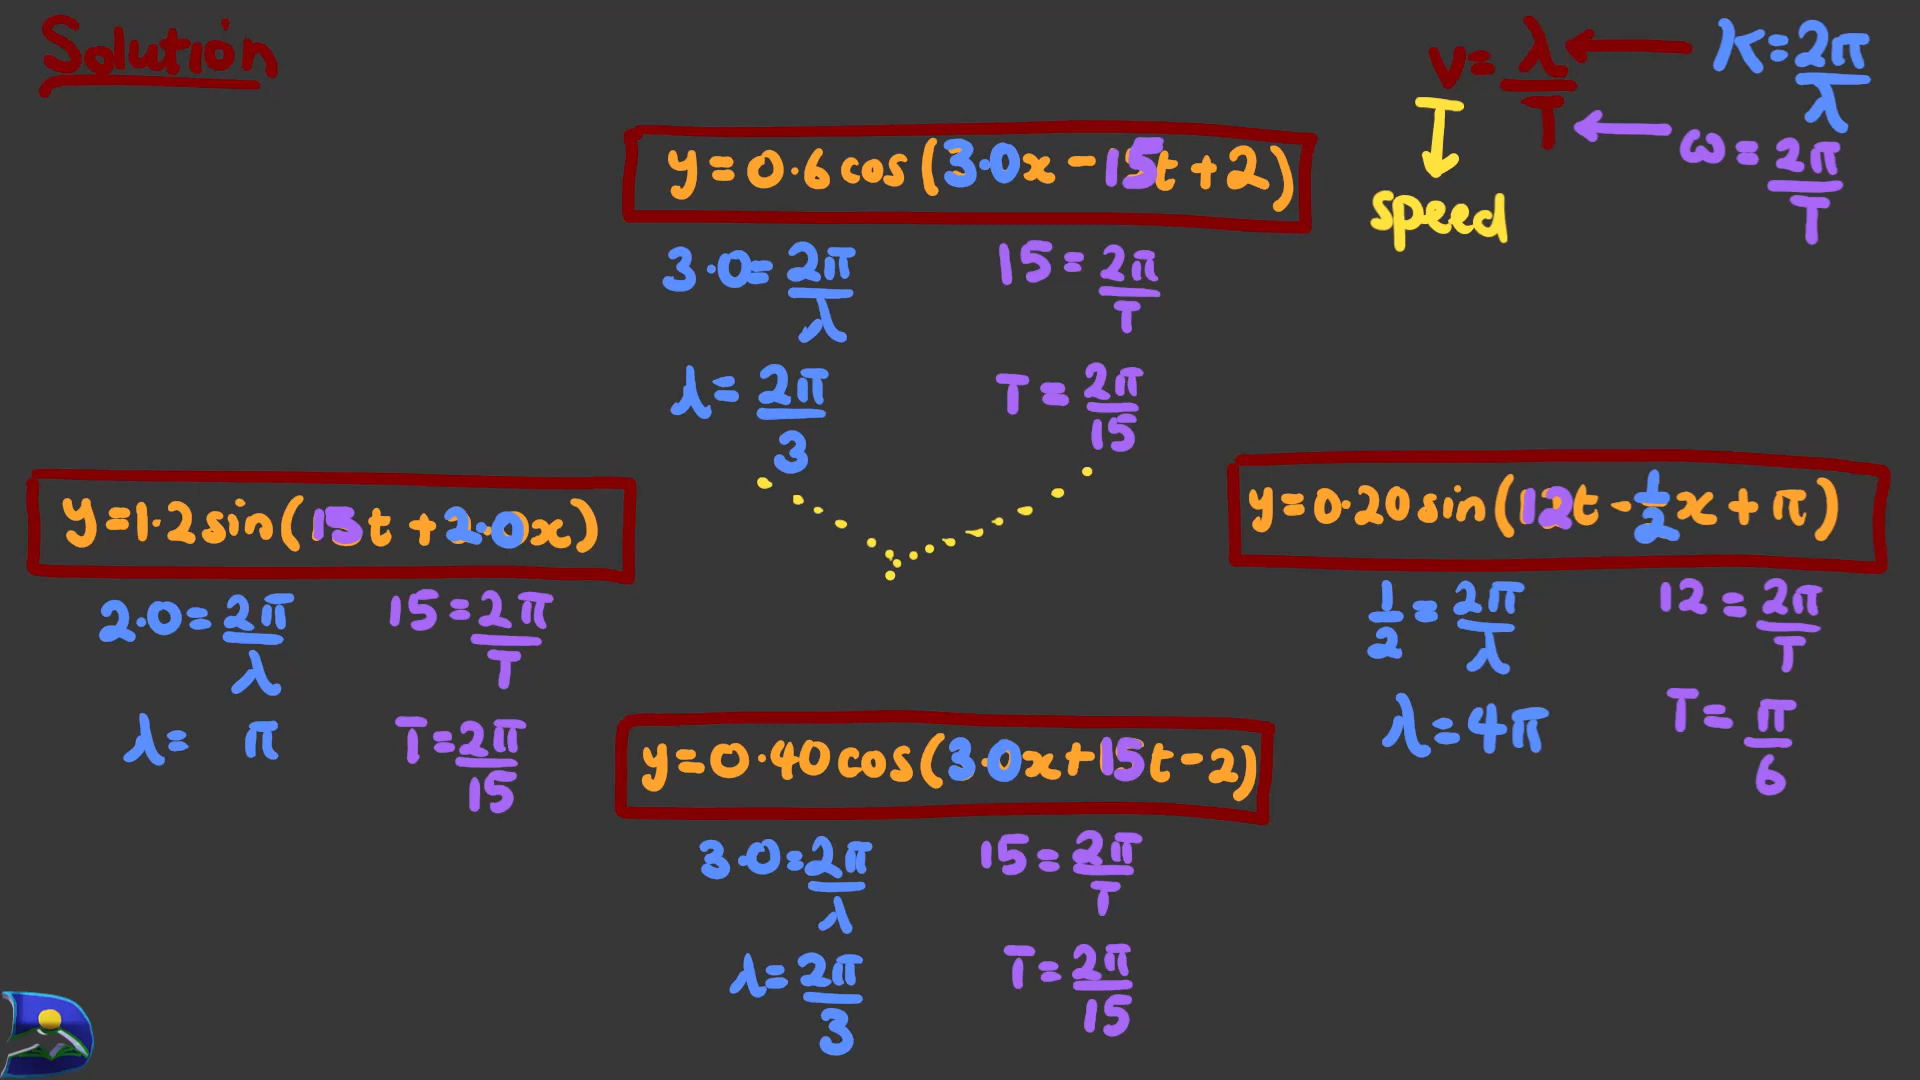 Solution
v = λ/T
K = 2π/λ
ω = 2π/T
speed
y = 0·6 cos(3·0x - 15t + 2)
3·0 = 2π/λ
15 = 2π/T
λ = 2π/3
T = 2π/15
y = 1·2 sin(15t + 2·0x)
2·0 = 2π/λ
15 = 2π/T
λ = π
T = 2π/15
y = 0·20 sin(12t - 1/2 x + π)
1/2 = 2π/λ
12 = 2π/T
λ = 4π
T = π/6
y = 0·40 cos(3·0x + 15t - 2)
3·0 = 2π/λ
15 = 2π/T
λ = 2π/3
T = 2π/15